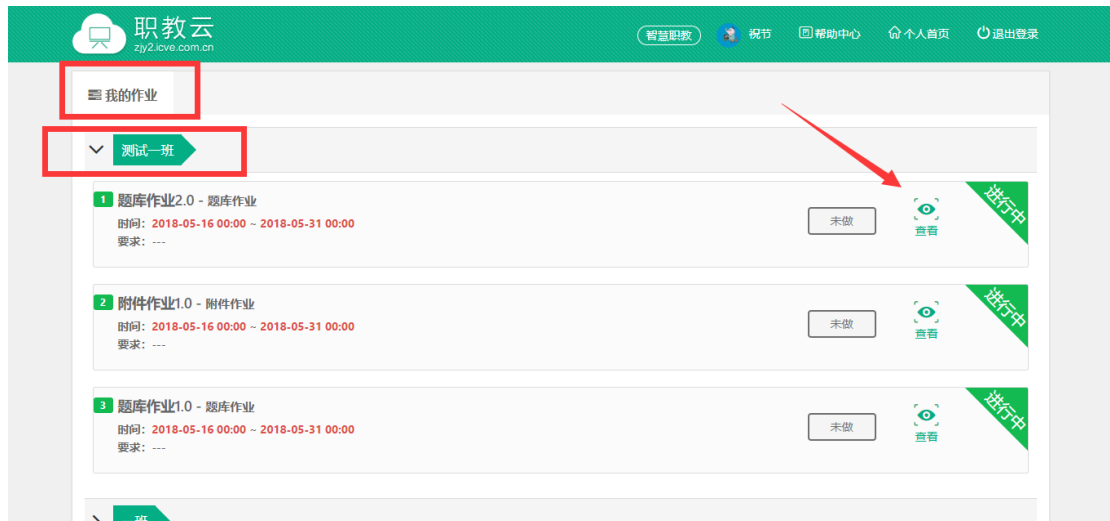 职教云
zjy2.icve.com.cn
智慧职教 祝节 帮助中心 个人首页 退出登录
我的作业
测试一班
1 题库作业2.0 - 题库作业
时间：2018-05-16 00:00 ~ 2018-05-31 00:00
要求：---
未做
查看
进行中
2 附件作业1.0 - 附件作业
时间：2018-05-16 00:00 ~ 2018-05-31 00:00
要求：---
未做
查看
进行中
3 题库作业1.0 - 题库作业
时间：2018-05-16 00:00 ~ 2018-05-31 00:00
要求：---
未做
查看
进行中